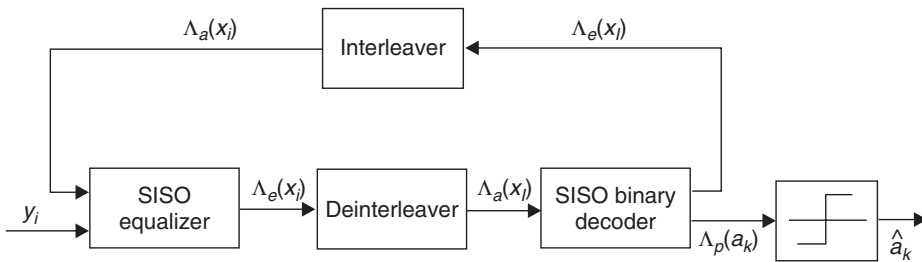 Λₐ(xᵢ)
Interleaver
Λₑ(xₗ)
SISO
equalizer
Λₑ(xᵢ)
Deinterleaver
Λₐ(xₗ)
SISO binary
decoder
yᵢ
Λₚ(aₖ)
âₖ